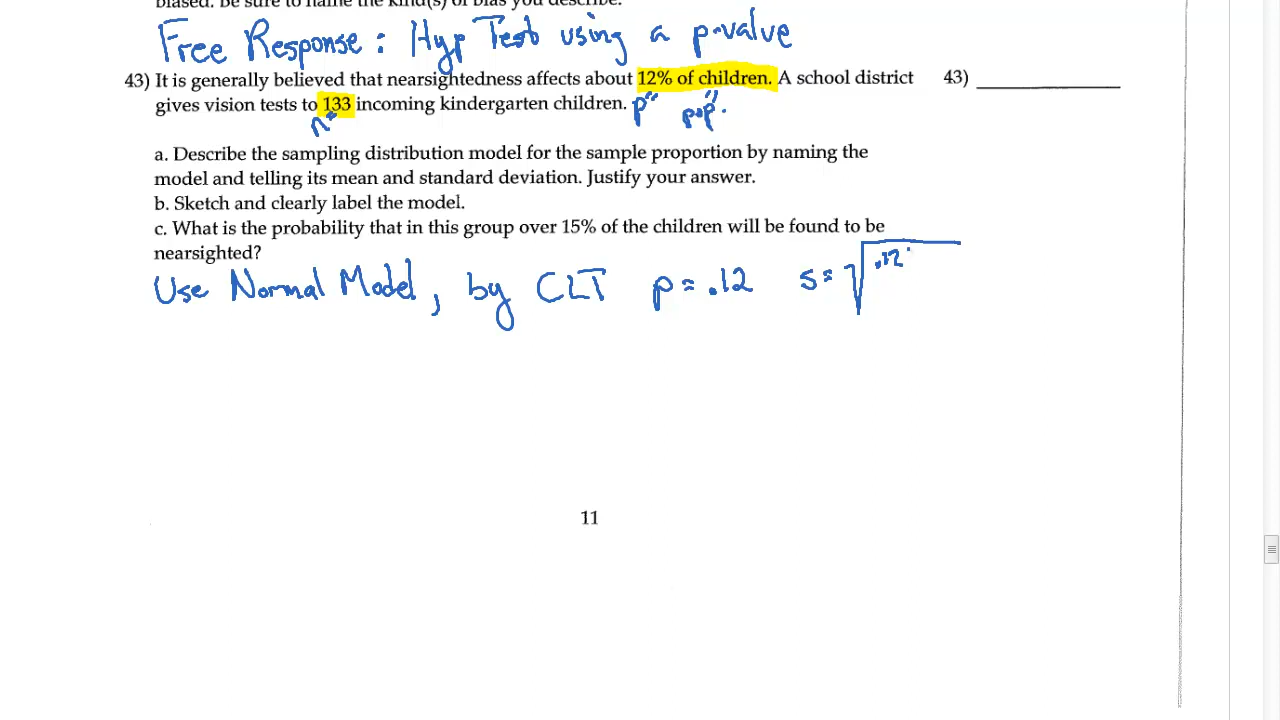 biased. Be sure to name the kind(s) of bias you describe.
Free Response: Hyp Test using a p-value
43) It is generally believed that nearsightedness affects about 12% of children. A school district 43)
gives vision tests to 133 incoming kindergarten children. p" pop".
n"
a. Describe the sampling distribution model for the sample proportion by naming the
model and telling its mean and standard deviation. Justify your answer.
b. Sketch and clearly label the model.
c. What is the probability that in this group over 15% of the children will be found to be
nearsighted?
Use Normal Model, by CLT p = .12 s = √.12
11